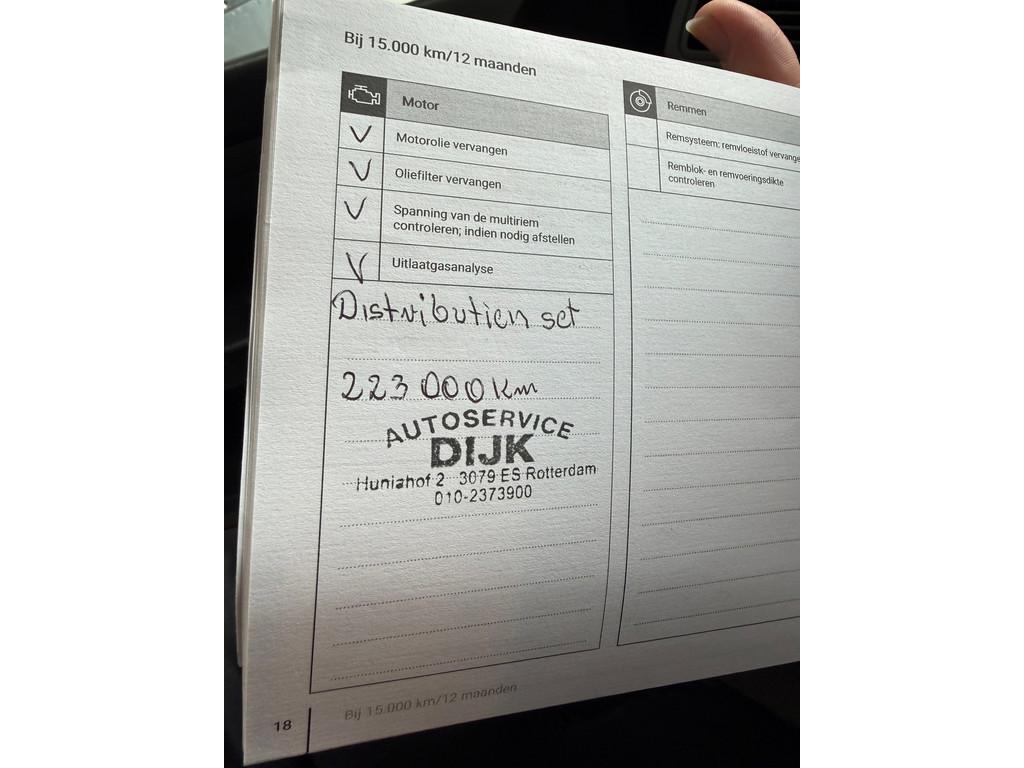 Bij 15.000 km/12 maanden
Motor
V Motorolie vervangen
V Oliefilter vervangen
V Spanning van de multiriem
controleren; indien nodig afstellen
V Uitlaatgasanalyse
Distributien set
223 000 km
AUTOSERVICE
DIJK
Huniahof 2 3079 ES Rotterdam
010-2373900
Remmen
Remsysteem: remvloeistof vervange
Remblok- en remvoeringsdikte
controleren
18
Bij 15.000 km/12 maanden